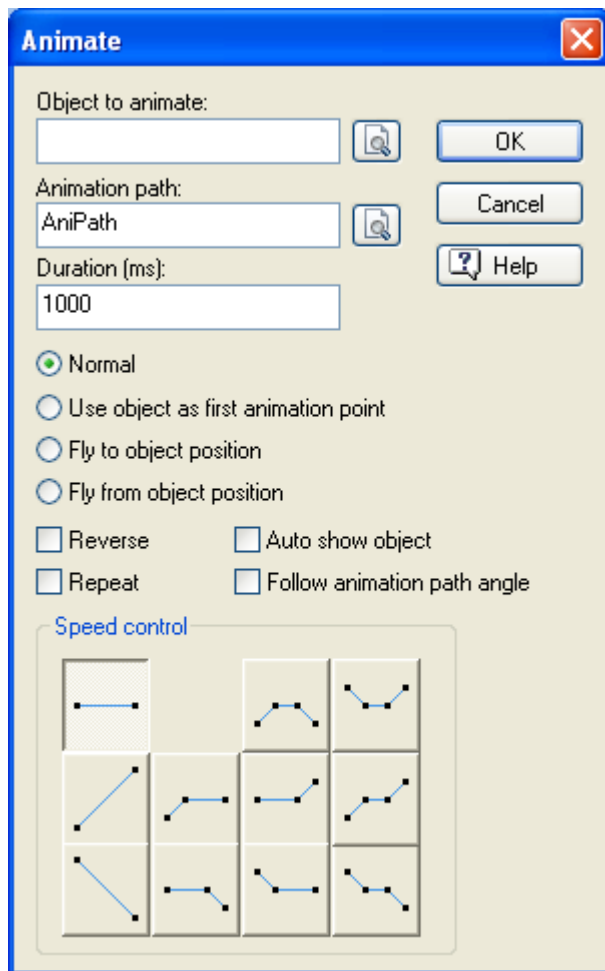 Animate
Object to animate:
OK
Animation path:
AniPath
Cancel
Duration (ms):
Help
1000
Normal
Use object as first animation point
Fly to object position
Fly from object position
Reverse
Auto show object
Repeat
Follow animation path angle
Speed control